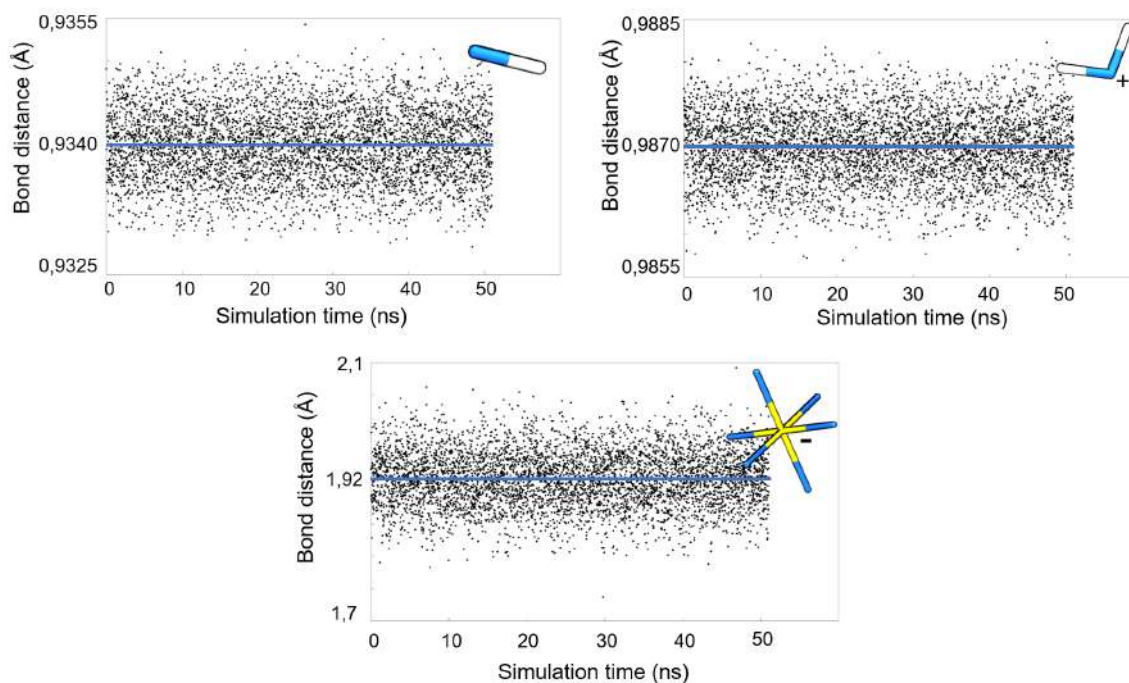 0,9355
Bond distance (Å)
0,9340
0,9325
0 10 20 30 40 50
Simulation time (ns)
0,9885
Bond distance (Å)
+
0,9870
0,9855
0 10 20 30 40 50
Simulation time (ns)
2,1
Bond distance (Å)
-
1,92
1,7
0 10 20 30 40 50
Simulation time (ns)